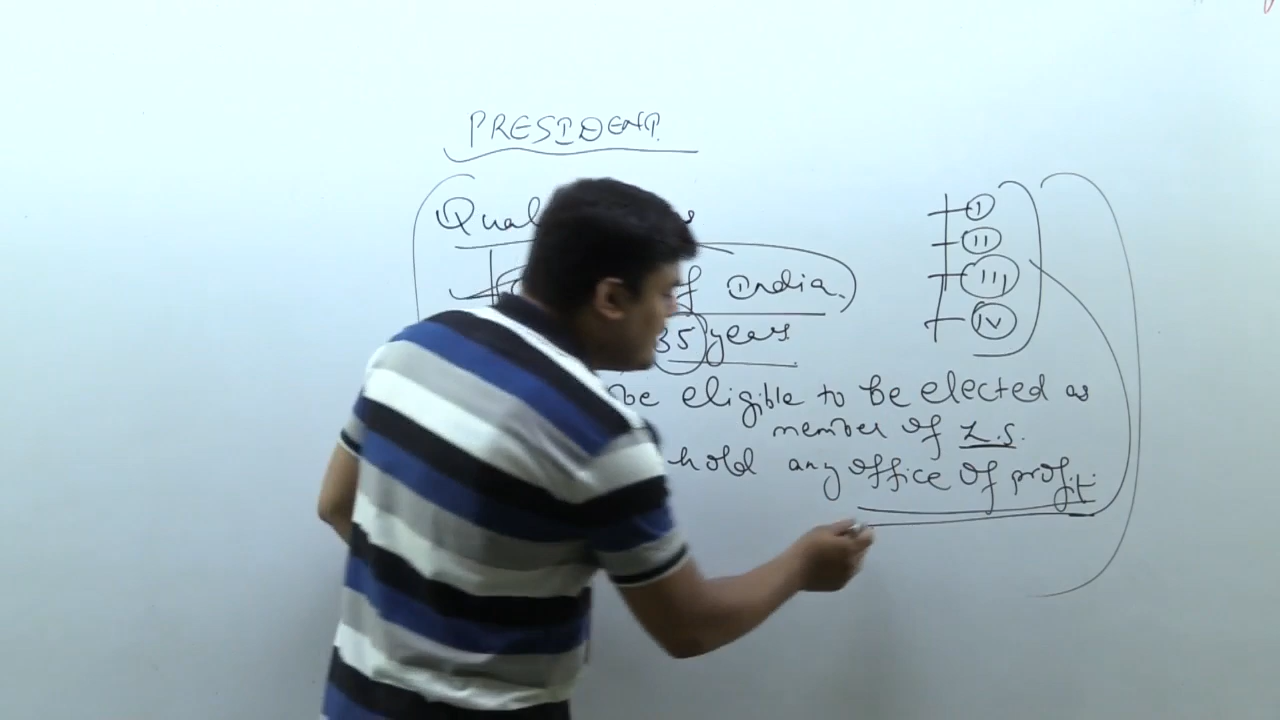 PRESIDENT
of India.
35 years
be eligible to be elected as
member of L.S.
hold any office of profit.
I
II
III
IV